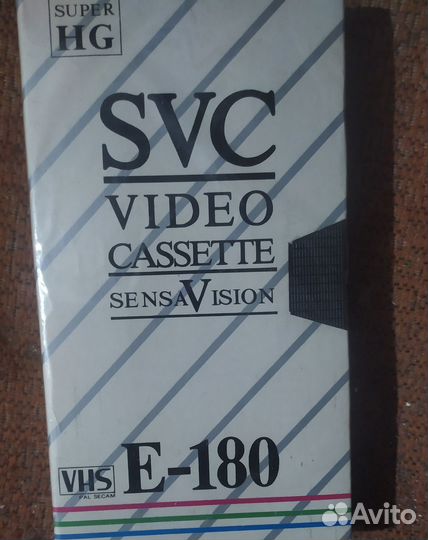 SUPER
HG
SVC
VIDEO
CASSETTE
SENSAVISION
VHS
PAL SECAM
E-180
Avito